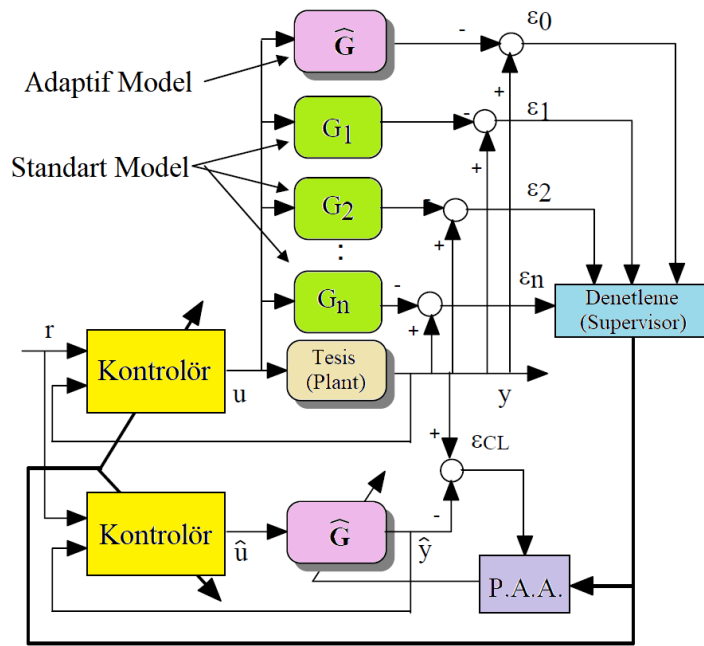 Ĝ
-
ε0
Adaptif Model
+
G1
-
ε1
Standart Model
+
G2
-
ε2
+
⋮
Gn
-
εn
Denetleme
(Supervisor)
+
r
Kontrolör
u
Tesis
(Plant)
y
+
εCL
Kontrolör
û
Ĝ
-
ŷ
P.A.A.